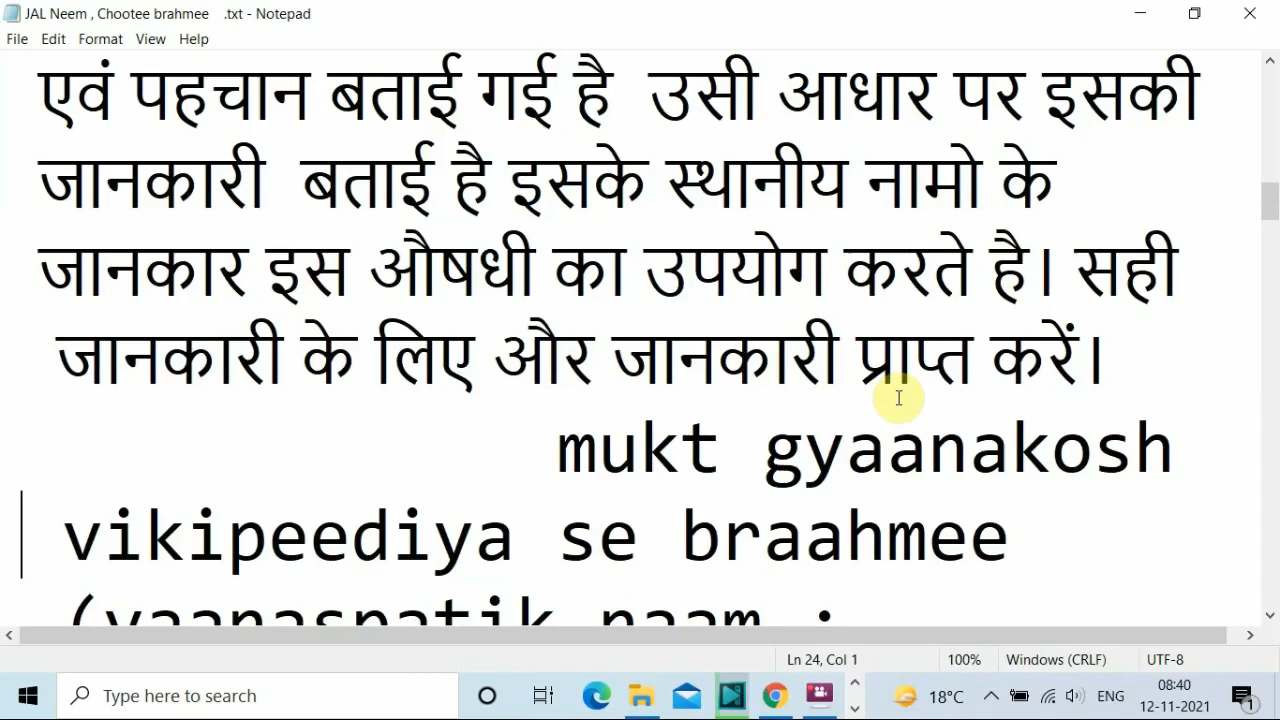 JAL Neem , Chootee brahmee    .txt - Notepad
File Edit Format View Help
एवं पहचान बताई गई है  उसी आधार पर इसकी
जानकारी  बताई है इसके स्थानीय नामो के
जानकार इस औषधी का उपयोग करते है। सही
जानकारी के लिए और जानकारी प्राप्त करें।
mukt gyaanakosh
vikipeediya se braahmee
(vaanaspatik naam :
Ln 24, Col 1 100% Windows (CRLF) UTF-8
Type here to search 18°C ENG 08:40
12-11-2021 1